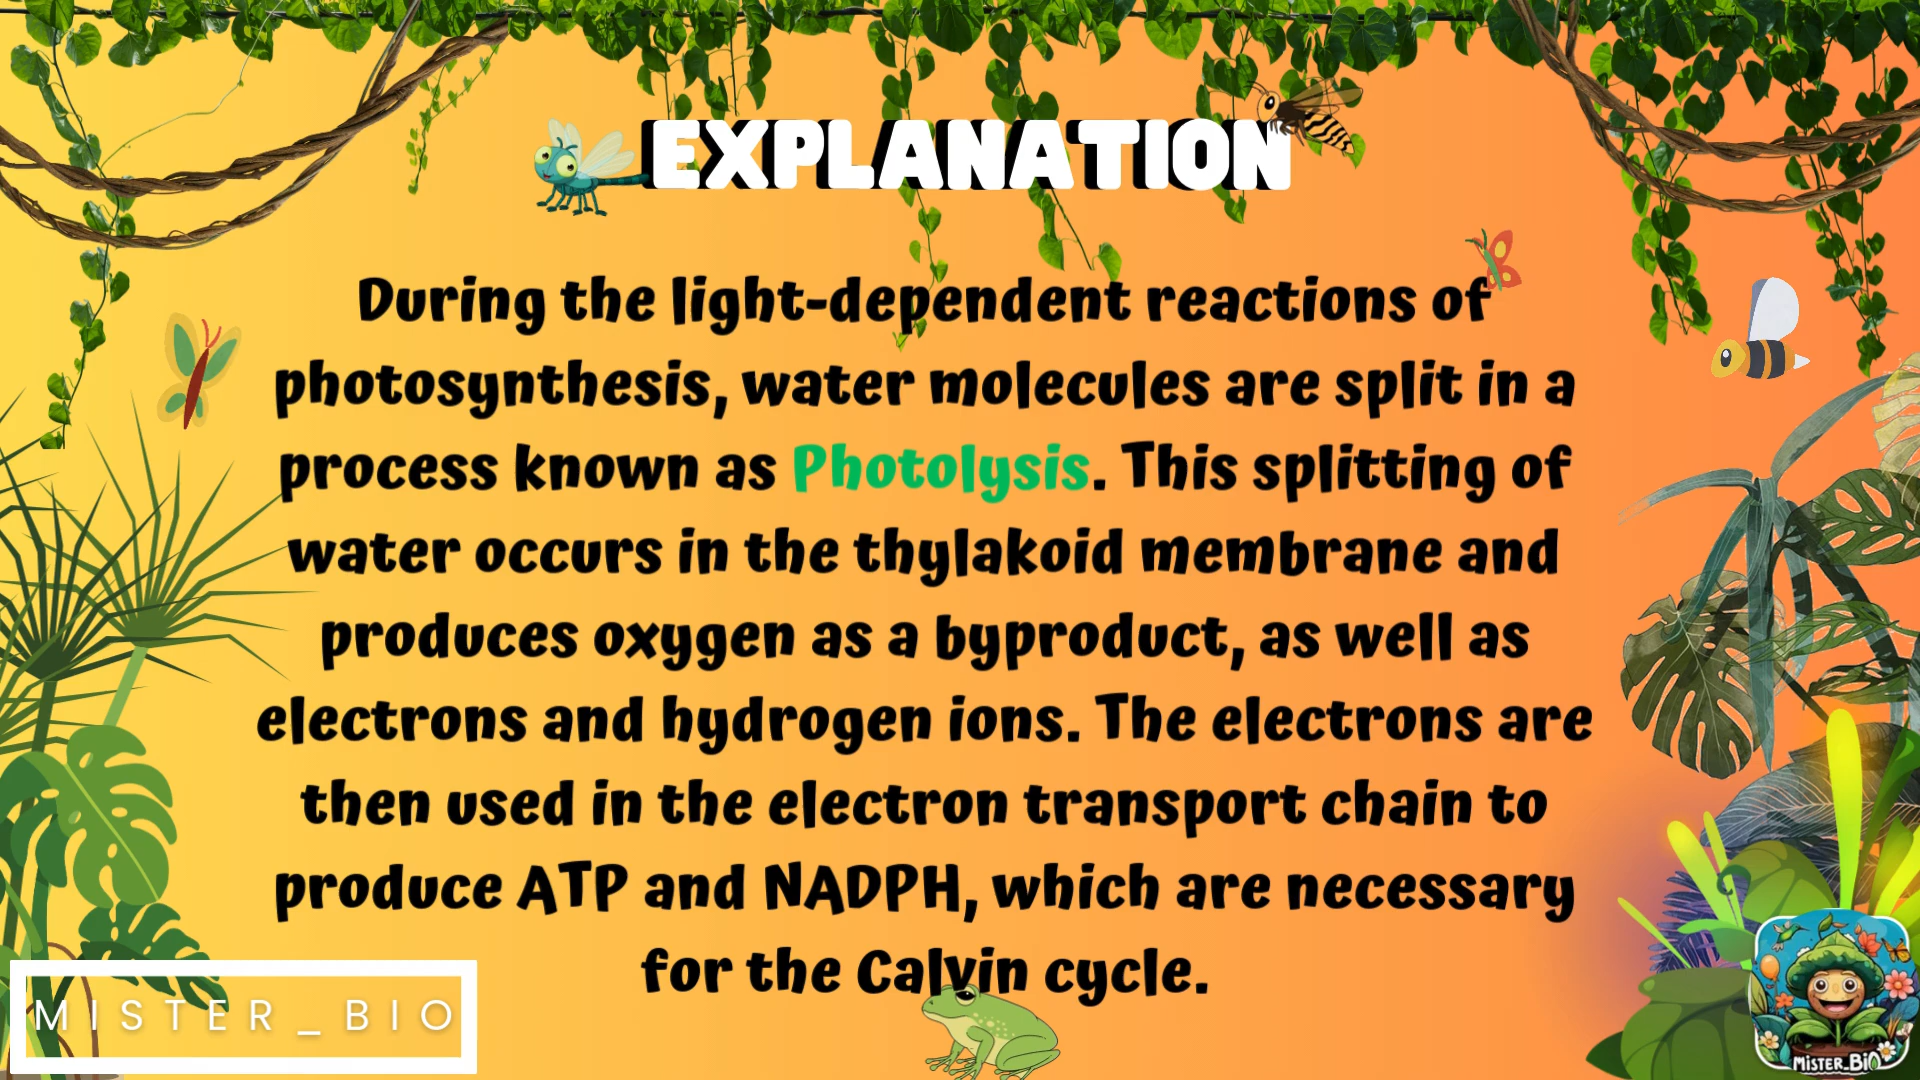 EXPLANATION
During the light-dependent reactions of
photosynthesis, water molecules are split in a
process known as Photolysis. This splitting of
water occurs in the thylakoid membrane and
produces oxygen as a byproduct, as well as
electrons and hydrogen ions. The electrons are
then used in the electron transport chain to
produce ATP and NADPH, which are necessary
for the Calvin cycle.
MISTER_BIO
MiSTER_BiO